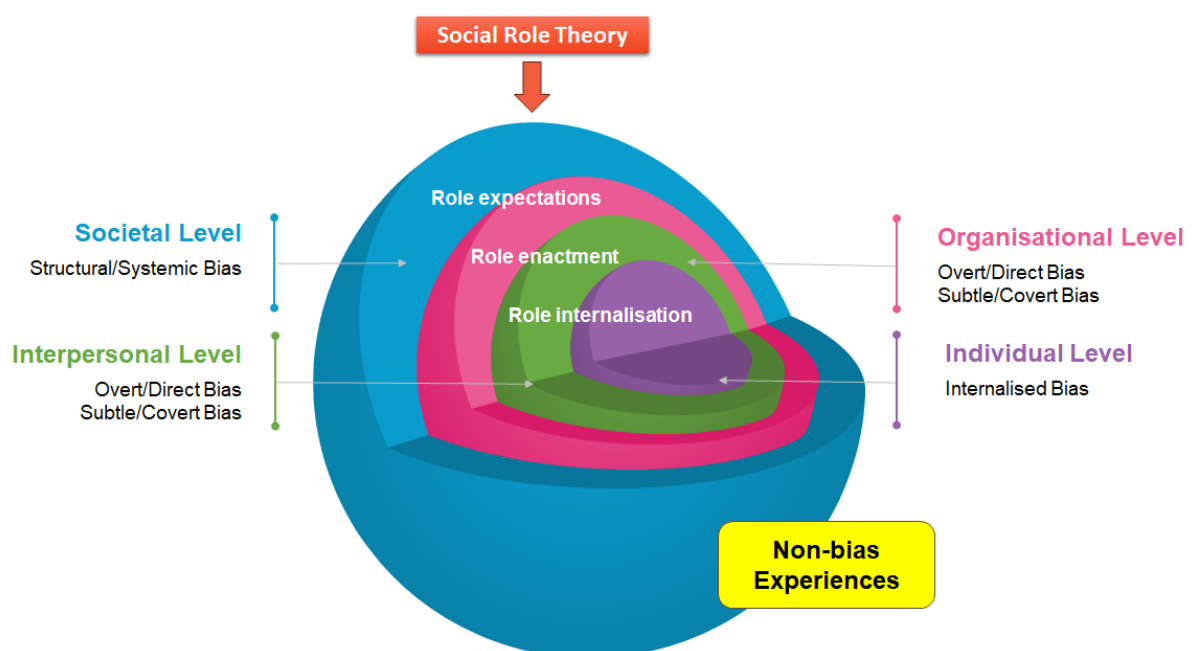 Social Role Theory
Role expectations
Role enactment
Role internalisation
Societal Level
Structural/Systemic Bias
Interpersonal Level
Overt/Direct Bias
Subtle/Covert Bias
Organisational Level
Overt/Direct Bias
Subtle/Covert Bias
Individual Level
Internalised Bias
Non-bias
Experiences